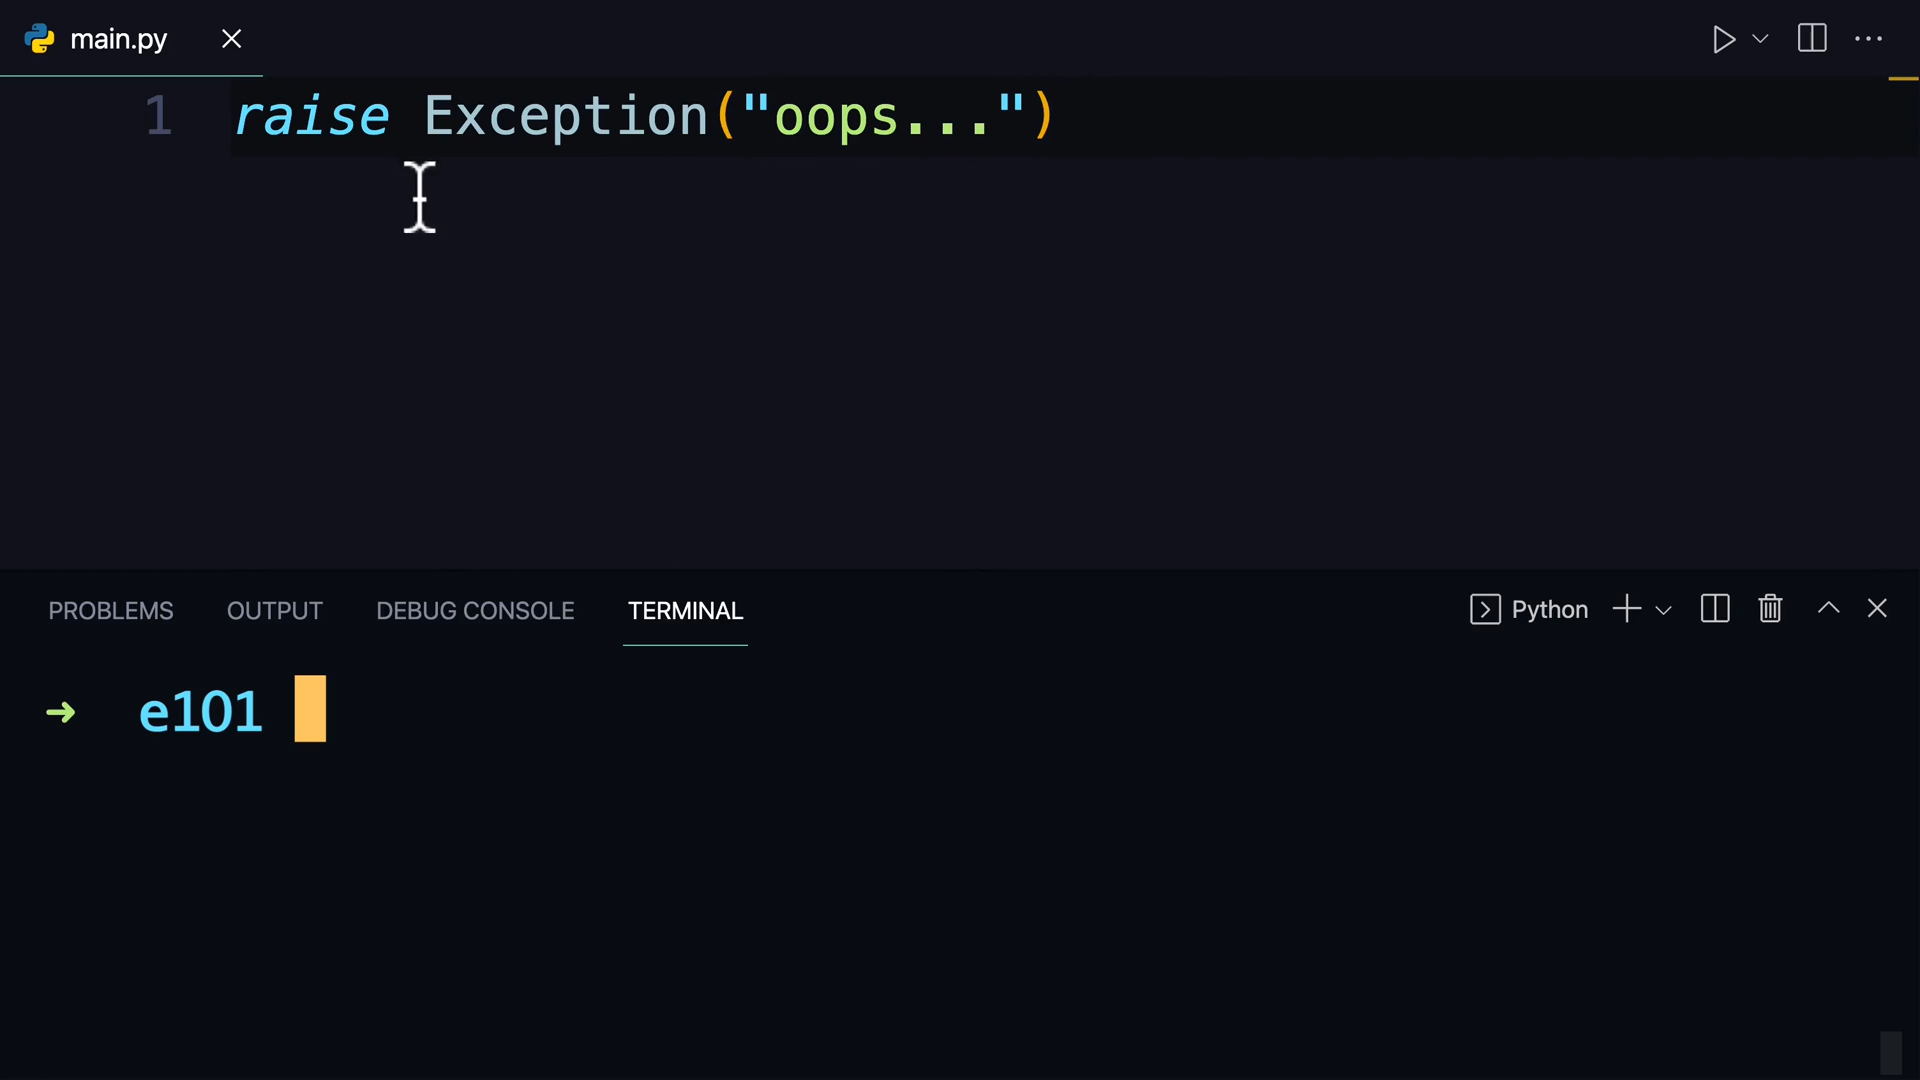 main.py
1 raise Exception("oops...")
PROBLEMS OUTPUT DEBUG CONSOLE TERMINAL Python
➜ e101